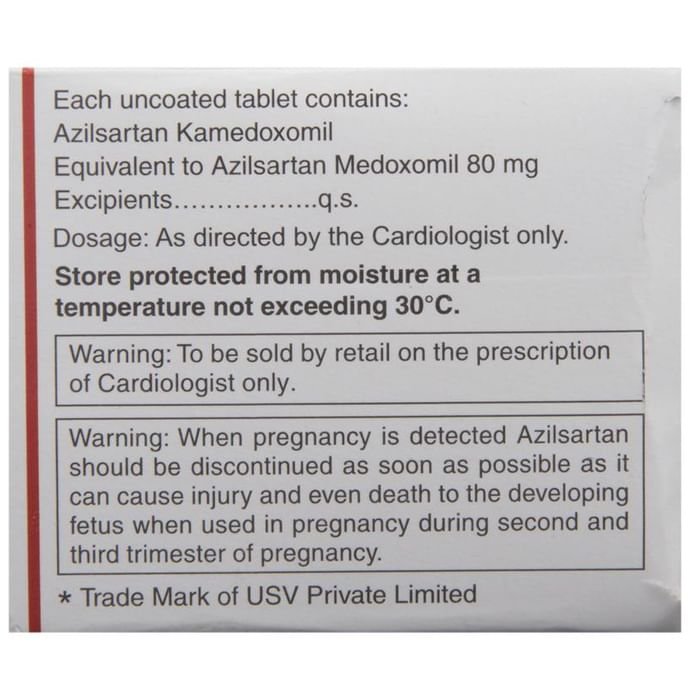 Each uncoated tablet contains:
Azilsartan Kamedoxomil
Equivalent to Azilsartan Medoxomil 80 mg
Excipients.................q.s.
Dosage: As directed by the Cardiologist only.
Store protected from moisture at a
temperature not exceeding 30°C.
Warning: To be sold by retail on the prescription
of Cardiologist only.
Warning: When pregnancy is detected Azilsartan
should be discontinued as soon as possible as it
can cause injury and even death to the developing
fetus when used in pregnancy during second and
third trimester of pregnancy.
* Trade Mark of USV Private Limited